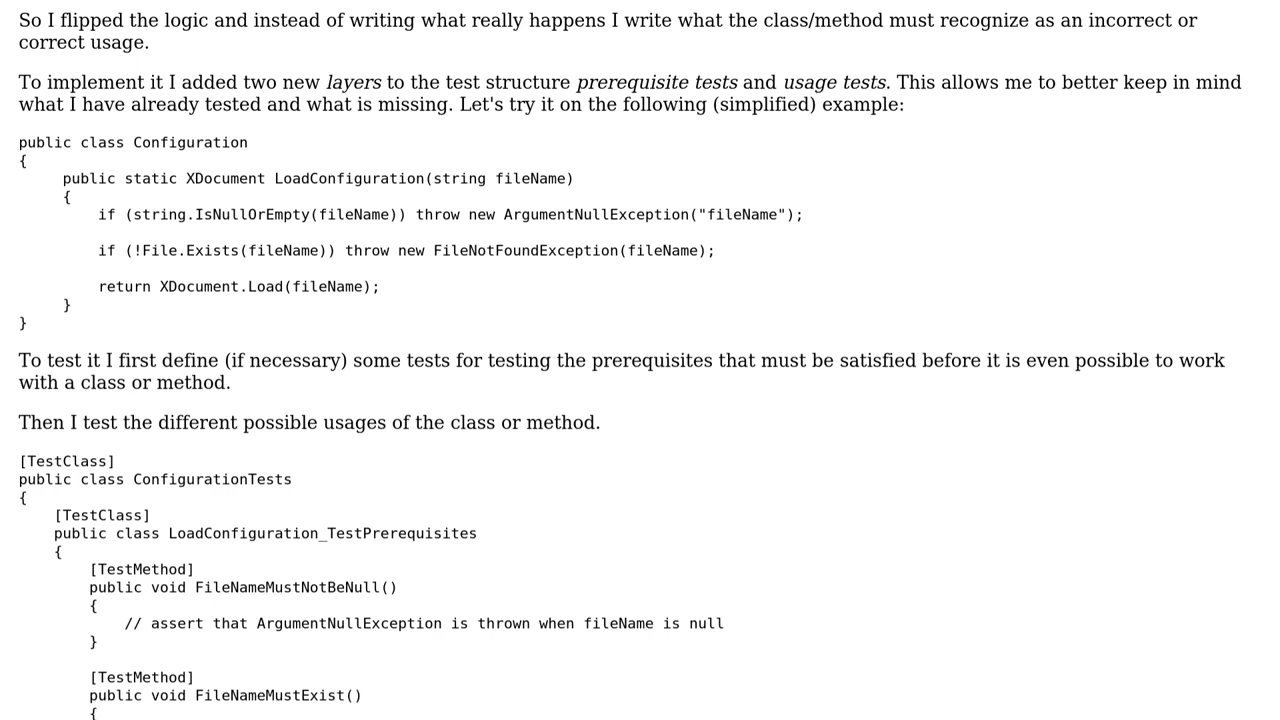 So I flipped the logic and instead of writing what really happens I write what the class/method must recognize as an incorrect or
correct usage.
To implement it I added two new layers to the test structure prerequisite tests and usage tests. This allows me to better keep in mind
what I have already tested and what is missing. Let's try it on the following (simplified) example:
public class Configuration
{
     public static XDocument LoadConfiguration(string fileName)
     {
         if (string.IsNullOrEmpty(fileName)) throw new ArgumentNullException("fileName");
         if (!File.Exists(fileName)) throw new FileNotFoundException(fileName);
         return XDocument.Load(fileName);
     }
}
To test it I first define (if necessary) some tests for testing the prerequisites that must be satisfied before it is even possible to work
with a class or method.
Then I test the different possible usages of the class or method.
[TestClass]
public class ConfigurationTests
{
    [TestClass]
    public class LoadConfiguration_TestPrerequisites
    {
        [TestMethod]
        public void FileNameMustNotBeNull()
        {
            // assert that ArgumentNullException is thrown when fileName is null
        }
        [TestMethod]
        public void FileNameMustExist()
        {